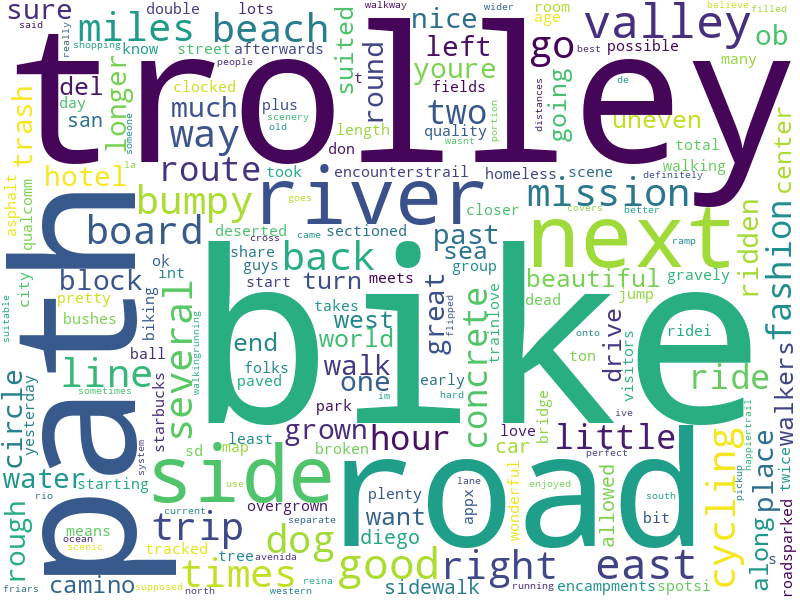 sure
double
lots
walkway
wider
room
filled
miles
beach
nice
age
believe
said
know
street
afterwards
left
go
valley
ob
really
shopping
people
suited
youre
possible
best
trolley
del
clocked
plus
t
round
fields
two
going
many
longer
trash
day
san
much
scenery
old
quality
portion
distances
de
uneven
way
length
don
wasnt
total
center
hotel
route
took
encounterstrail
homeless
scene
definitely
walking
someone
la
goes
asphalt
qualcomm
bumpy
river
closer
mission
covers
better
board
deserted
sectioned
past
next
ridden
fashion
path
cross
came
share
back
sea
ramp
city
ok
int
guys
turn
meets
group
beautiful
gravely
block
start
dead
jump
pretty
biking
takes
great
flipped
trainlove
bike
onto
ridei
bushes
several
west
suitable
end
world
concrete
ton
drive
visitors
ball
walk
line
folks
one
early
im
hard
ride
yesterday
sometimes
starbucks
walkingrunning
paved
park
love
ive
walkers
circle
grown
hour
car
bridge
little
least
sd
map
broken
perfect
cycling
happiertrail
water
system
side
road
wonderful
allowed
place
twice
starting
use
overgrown
plenty
lane
enjoyed
south
pickup
rough
rio
means
current
separate
want
appx
bit
along
trip
tracked
dog
diego
ocean
scenic
tree
avenida
good
right
east
s
roadsparked
friars
camino
supposed
times
north
western
reina
sidewalk
running
encampments
spotsi